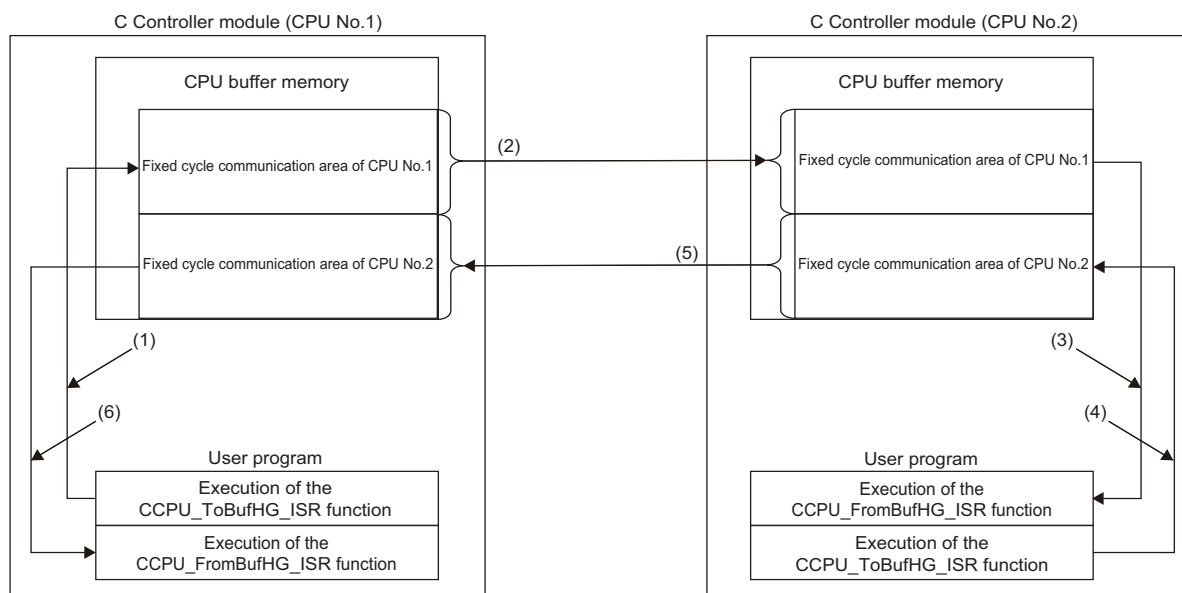 C Controller module (CPU No.1)
C Controller module (CPU No.2)
CPU buffer memory
CPU buffer memory
Fixed cycle communication area of CPU No.1
(2)
Fixed cycle communication area of CPU No.1
Fixed cycle communication area of CPU No.2
(5)
Fixed cycle communication area of CPU No.2
(1)
(3)
(6)
(4)
User program
User program
Execution of the
CCPU_ToBufHG_ISR function
Execution of the
CCPU_FromBufHG_ISR function
Execution of the
CCPU_FromBufHG_ISR function
Execution of the
CCPU_ToBufHG_ISR function